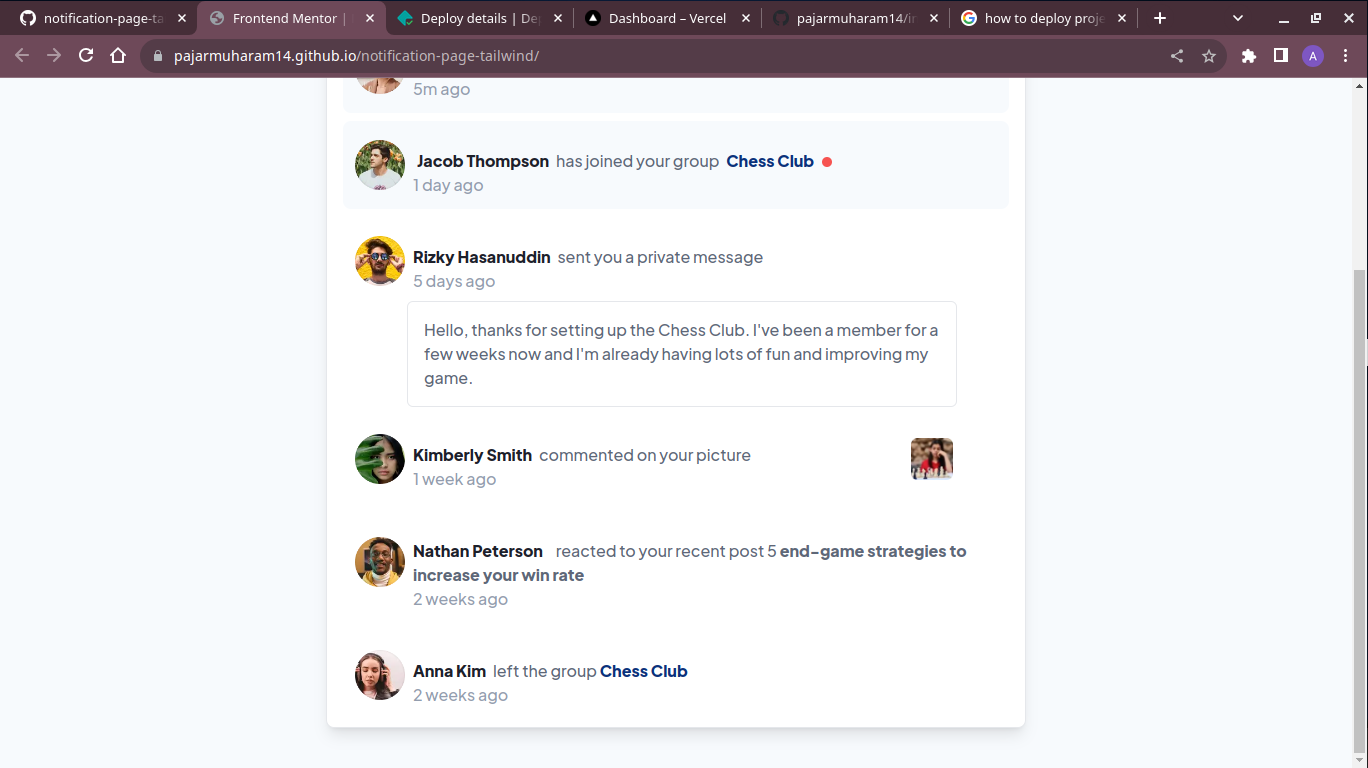 notification-page-ta
Frontend Mentor |
Deploy details | Dep
Dashboard – Vercel
pajarmuharam14/in
how to deploy proje
pajarmuharam14.github.io/notification-page-tailwind/
A
5m ago
Jacob Thompson has joined your group Chess Club
1 day ago
Rizky Hasanuddin sent you a private message
5 days ago
Hello, thanks for setting up the Chess Club. I've been a member for a
few weeks now and I'm already having lots of fun and improving my
game.
Kimberly Smith commented on your picture
1 week ago
Nathan Peterson reacted to your recent post 5 end-game strategies to
increase your win rate
2 weeks ago
Anna Kim left the group Chess Club
2 weeks ago